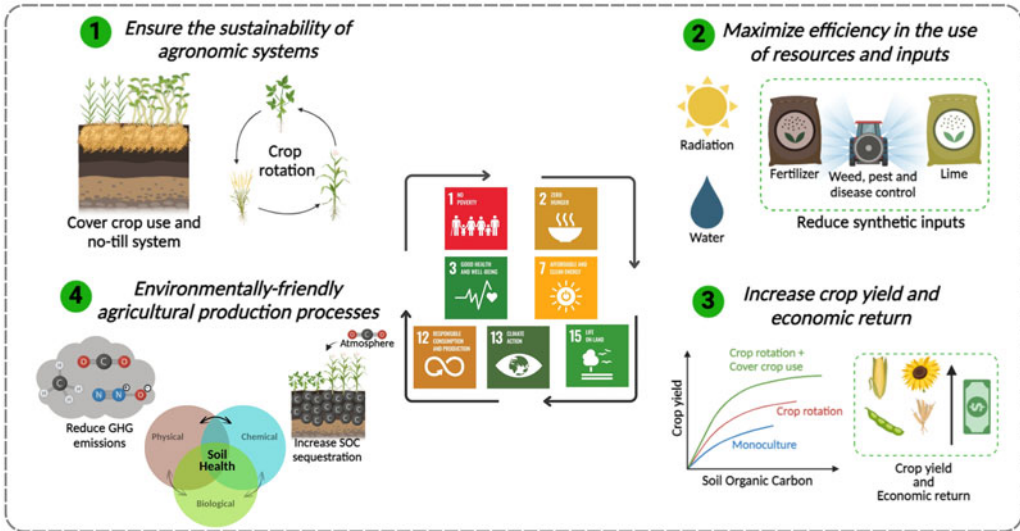 1
Ensure the sustainability of
agronomic systems
Crop
rotation
Cover crop use and
no-till system
2
Maximize efficiency in the use
of resources and inputs
Radiation
Water
Fertilizer
Weed, pest and
disease control
Lime
Reduce synthetic inputs
1 NO
POVERTY
2 ZERO
HUNGER
3 GOOD HEALTH
AND WELL-BEING
7 AFFORDABLE AND
CLEAN ENERGY
12 RESPONSIBLE
CONSUMPTION
AND PRODUCTION
13 CLIMATE
ACTION
15 LIFE
ON LAND
4
Environmentally-friendly
agricultural production processes
O C O
C
H
H
H
N N O
Reduce GHG
emissions
Physical
Chemical
Soil
Health
Biological
O C O
Atmosphere
C C C C C C
Increase SOC
sequestration
3
Increase crop yield and
economic return
Crop yield
Crop rotation +
Cover crop use
Crop rotation
Monoculture
Soil Organic Carbon
$
Crop yield
and
Economic return